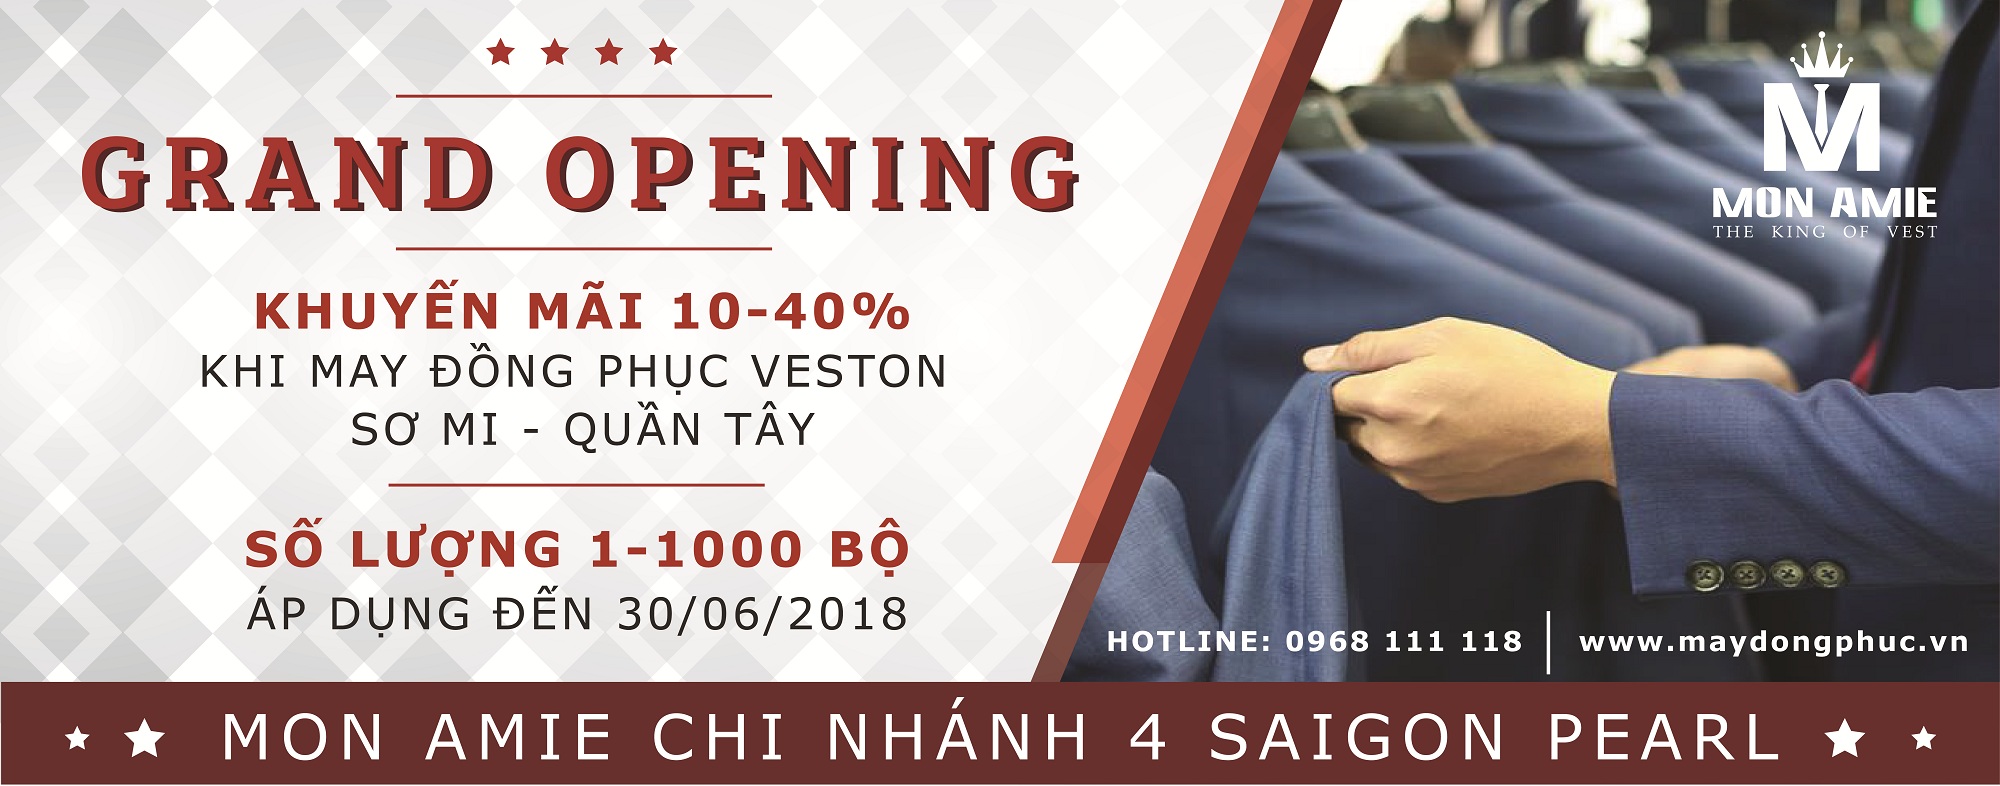 GRAND OPENING
KHUYẾN MÃI 10-40%
KHI MAY ĐỒNG PHỤC VESTON
SƠ MI - QUẦN TÂY
SỐ LƯỢNG 1-1000 BỘ
ÁP DỤNG ĐẾN 30/06/2018
M
MON AMIE
THE KING OF VEST
HOTLINE: 0968 111 118
www.maydongphuc.vn
MON AMIE CHI NHÁNH 4 SAIGON PEARL